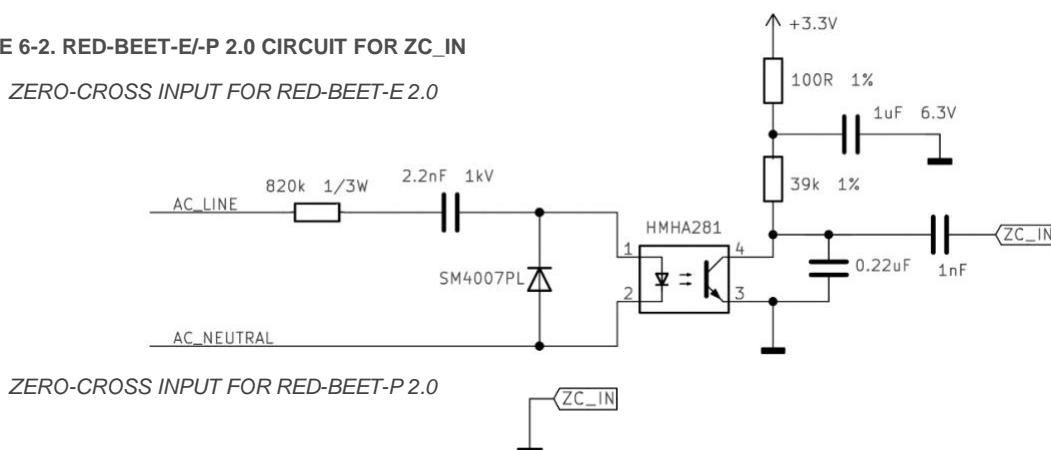 E 6-2. RED-BEET-E/-P 2.0 CIRCUIT FOR ZC_IN
ZERO-CROSS INPUT FOR RED-BEET-E 2.0
+3.3V
100R 1%
1uF 6.3V
39k 1%
820k 1/3W
2.2nF 1kV
AC_LINE
HMHA281
1
4
ZC_IN
SM4007PL
0.22uF
1nF
2
3
AC_NEUTRAL
ZERO-CROSS INPUT FOR RED-BEET-P 2.0
ZC_IN